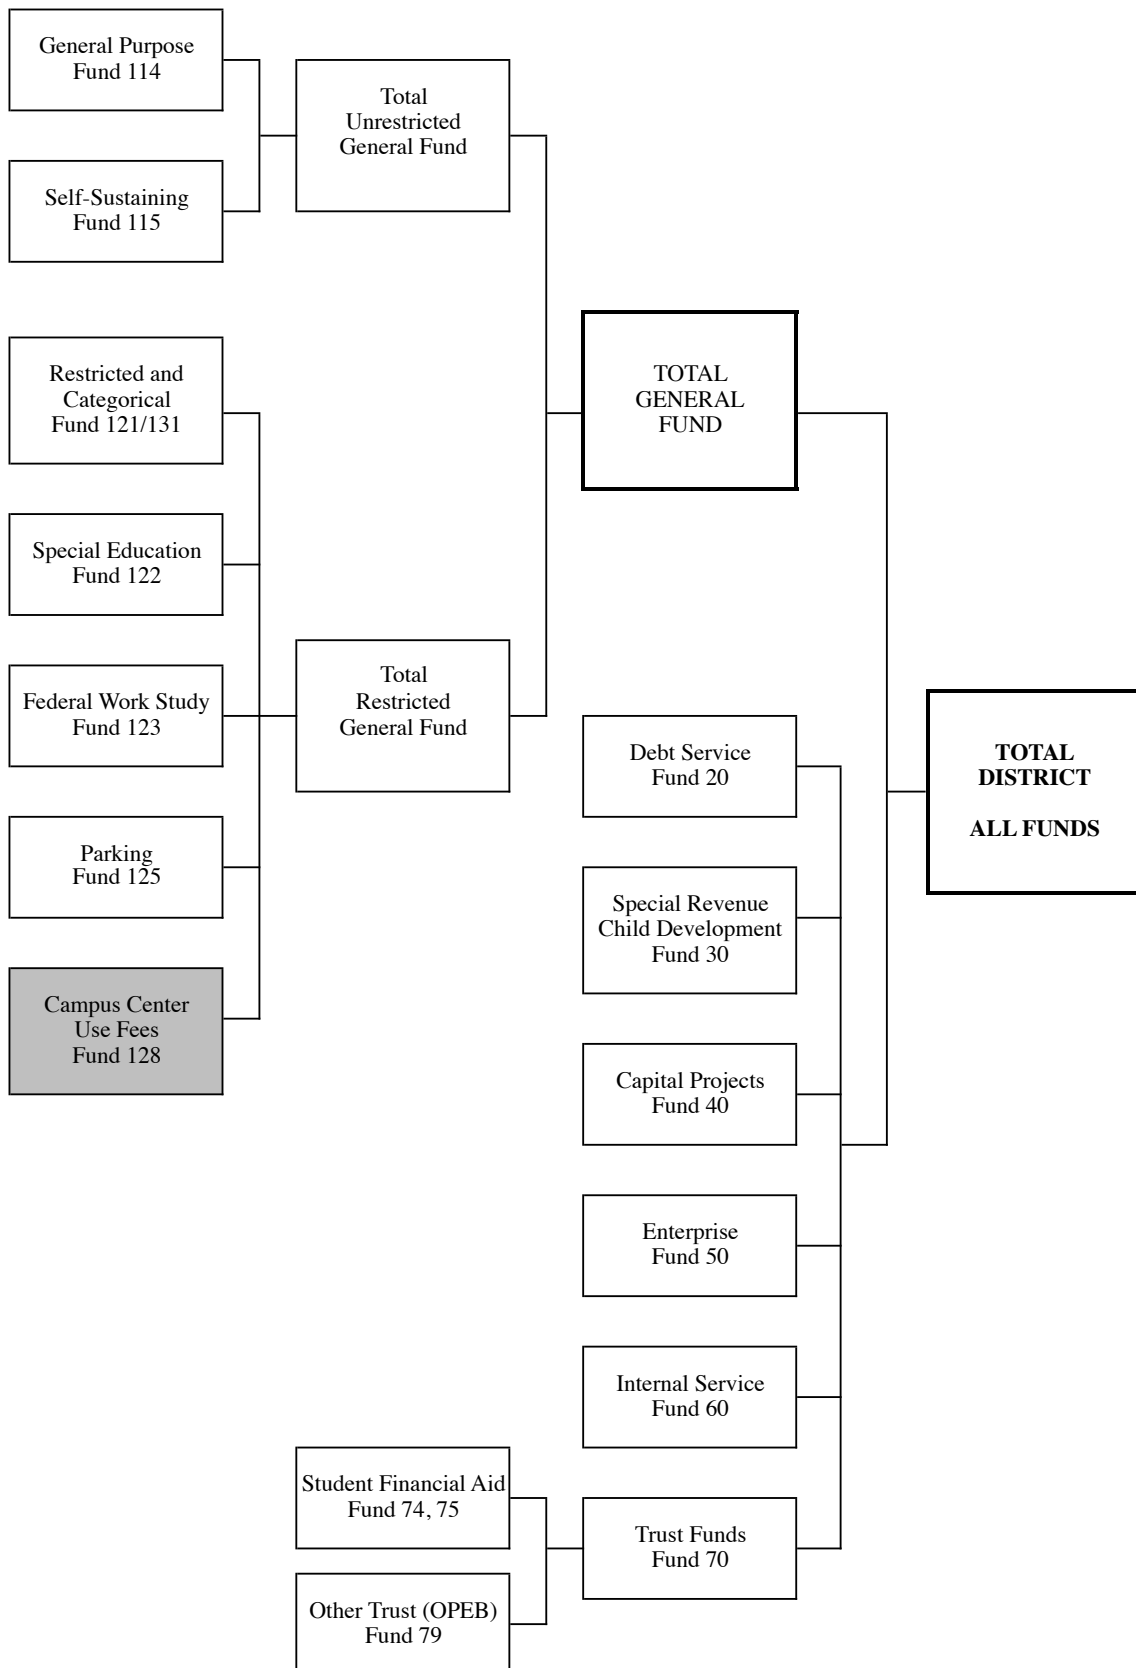 General Purpose
Fund 114
Total
Unrestricted
General Fund
Self-Sustaining
Fund 115
Restricted and
Categorical
Fund 121/131
TOTAL
GENERAL
FUND
Special Education
Fund 122
Federal Work Study
Fund 123
Total
Restricted
General Fund
Debt Service
Fund 20
TOTAL
DISTRICT
ALL FUNDS
Parking
Fund 125
Special Revenue
Child Development
Fund 30
Campus Center
Use Fees
Fund 128
Capital Projects
Fund 40
Enterprise
Fund 50
Internal Service
Fund 60
Student Financial Aid
Fund 74, 75
Trust Funds
Fund 70
Other Trust (OPEB)
Fund 79